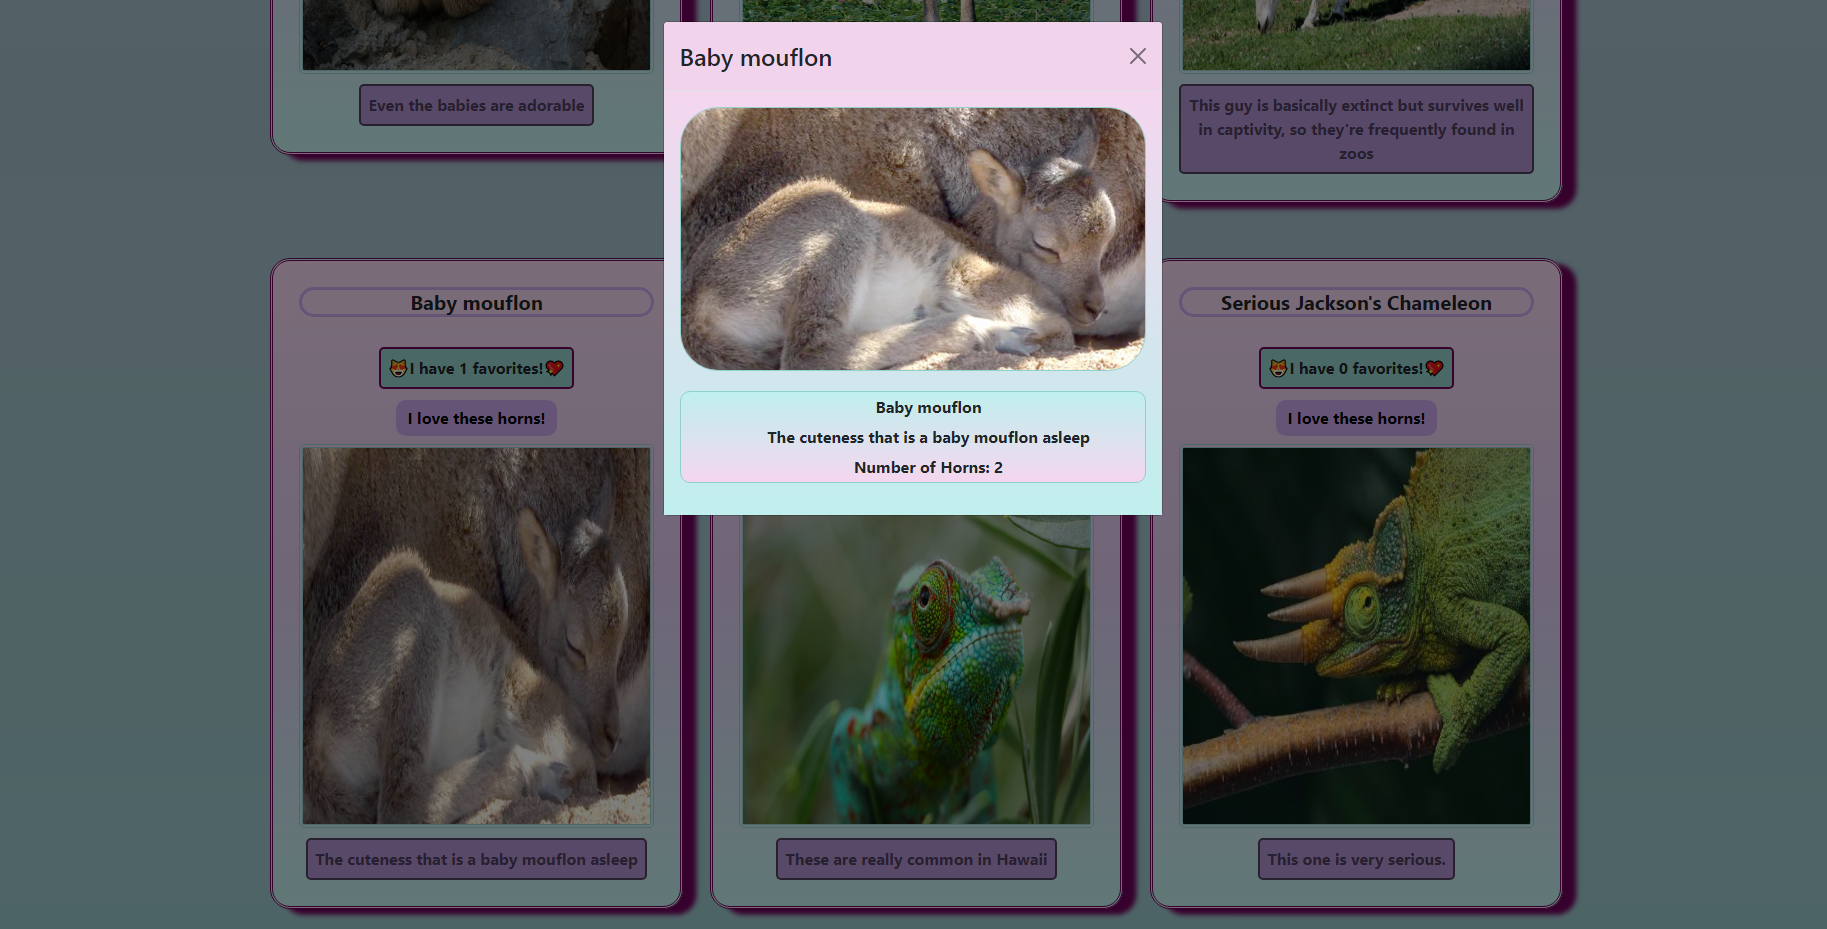 Baby mouflon
Baby mouflon
The cuteness that is a baby mouflon asleep
Number of Horns: 2
Even the babies are adorable
This guy is basically extinct but survives well
in captivity, so they're frequently found in
zoos
Baby mouflon
I have 1 favorites!
I love these horns!
The cuteness that is a baby mouflon asleep
These are really common in Hawaii
Serious Jackson's Chameleon
I have 0 favorites!
I love these horns!
This one is very serious.